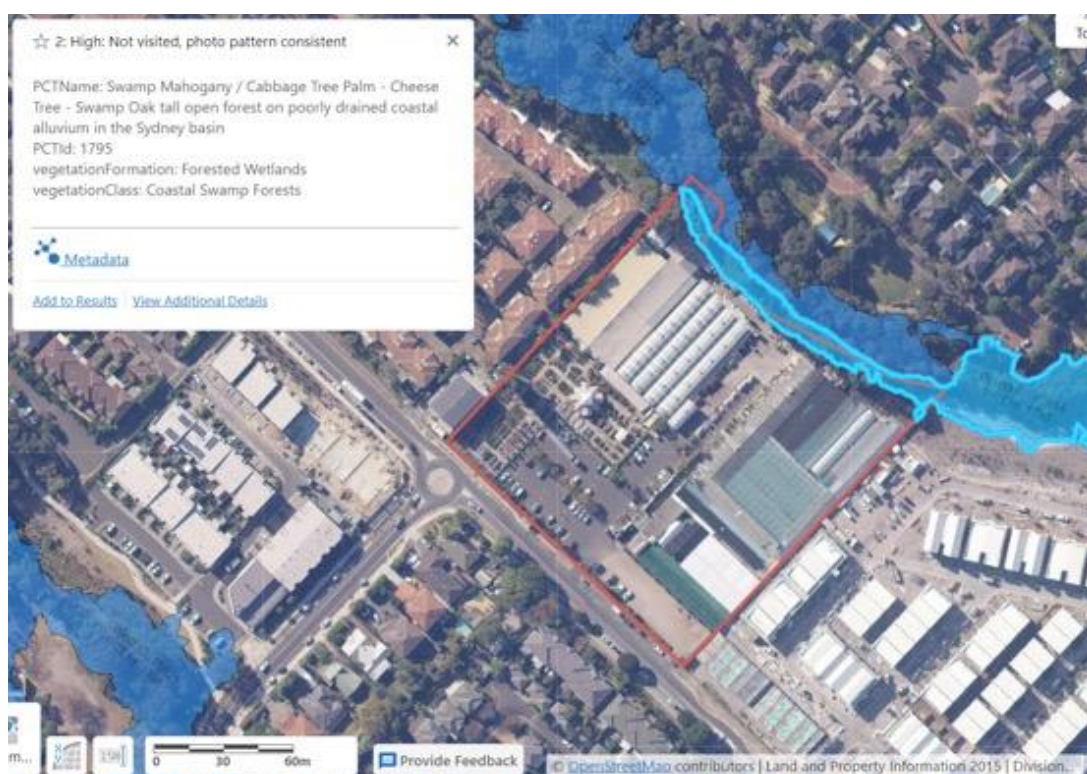 2: High: Not visited, photo pattern consistent
PCTName: Swamp Mahogany / Cabbage Tree Palm - Cheese
Tree - Swamp Oak tall open forest on poorly drained coastal
alluvium in the Sydney basin
PCTId: 1795
vegetationFormation: Forested Wetlands
vegetationClass: Coastal Swamp Forests
Metadata
Add to Results View Additional Details
To
m...
0 30 60m
Provide Feedback
© OpenStreetMap contributors | Land and Property Information 2015 | Division...